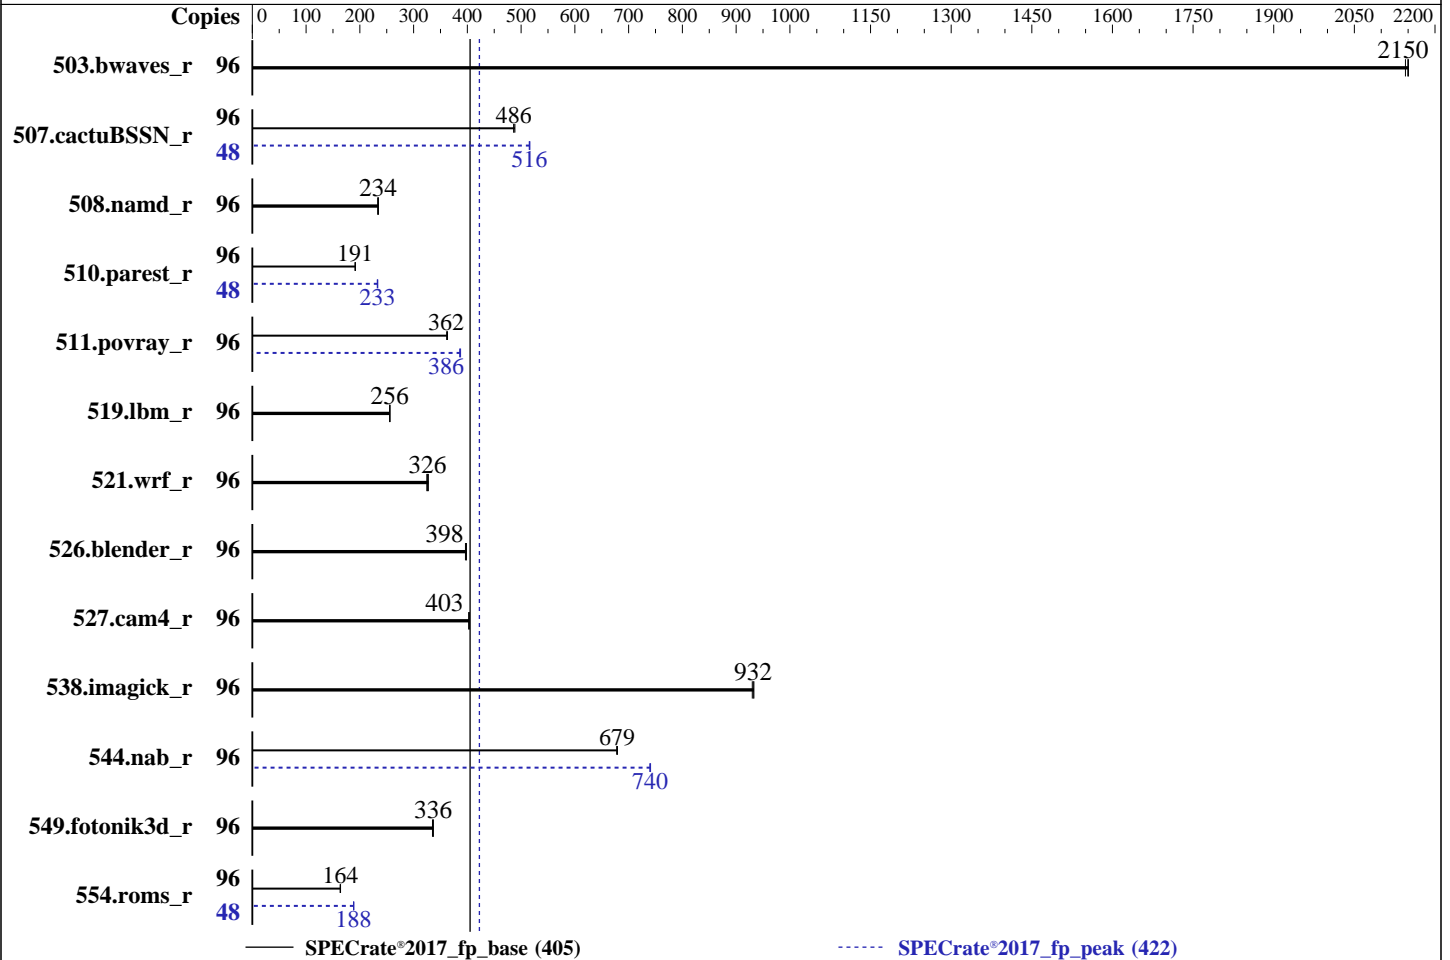 Copies 0 100 200 300 400 500 600 700 800 900 1000 1150 1300 1450 1600 1750 1900 2050 2200
503.bwaves_r 96 2150
507.cactuBSSN_r 96 486
48 516
508.namd_r 96 234
510.parest_r 96 191
48 233
511.povray_r 96 362
386
519.lbm_r 96 256
521.wrf_r 96 326
526.blender_r 96 398
527.cam4_r 96 403
538.imagick_r 96 932
544.nab_r 96 679
740
549.fotonik3d_r 96 336
554.roms_r 96 164
48 188
SPECrate®2017_fp_base (405) SPECrate®2017_fp_peak (422)